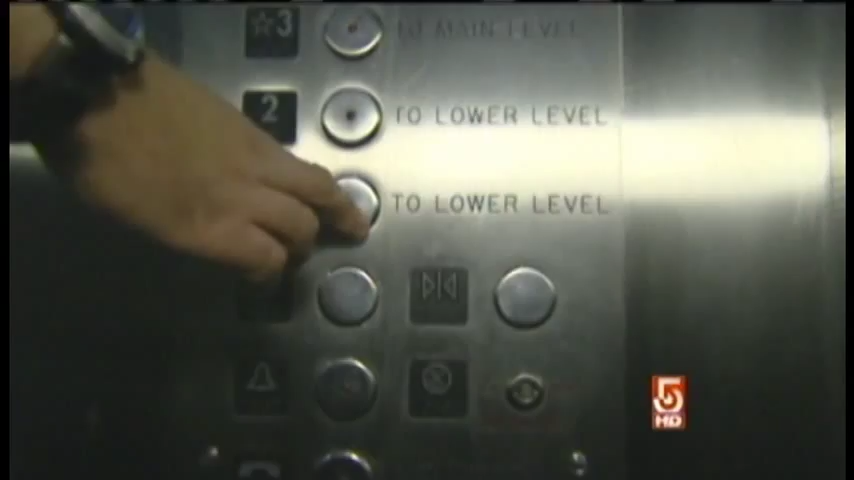 ☆3 TO MAIN LEVEL
2 TO LOWER LEVEL
TO LOWER LEVEL
5
HD